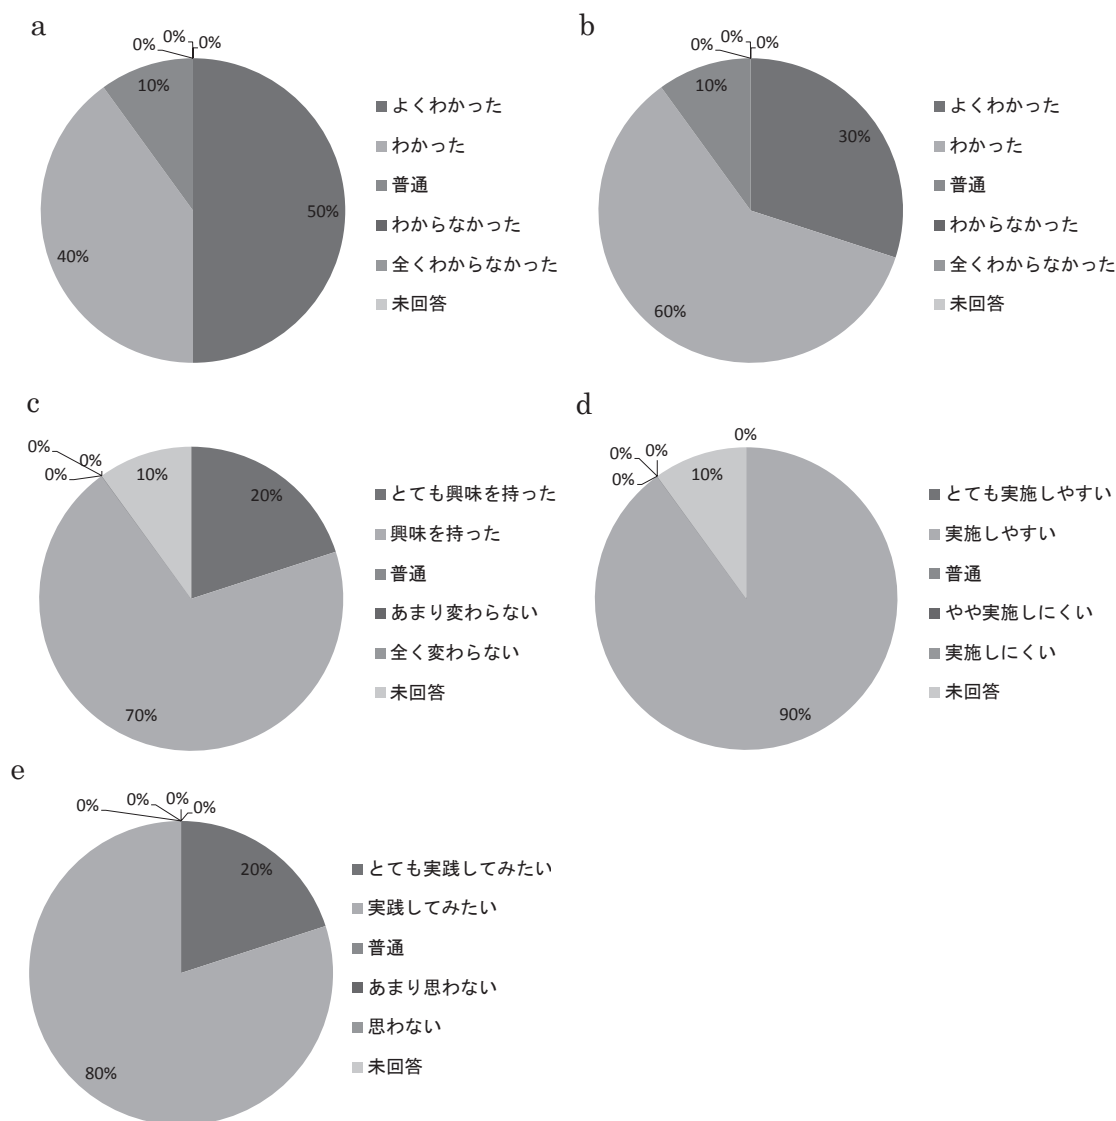 a
0%
0%
0%
10%
50%
40%
よくわかった
わかった
普通
わからなかった
全くわからなかった
未回答
b
0%
0%
0%
10%
30%
60%
よくわかった
わかった
普通
わからなかった
全くわからなかった
未回答
c
0%
0%
0%
10%
20%
70%
とても興味を持った
興味を持った
普通
あまり変わらない
全く変わらない
未回答
d
0%
0%
0%
0%
10%
90%
とても実施しやすい
実施しやすい
普通
やや実施しにくい
実施しにくい
未回答
e
0%
0%
0%
0%
20%
80%
とても実践してみたい
実践してみたい
普通
あまり思わない
思わない
未回答